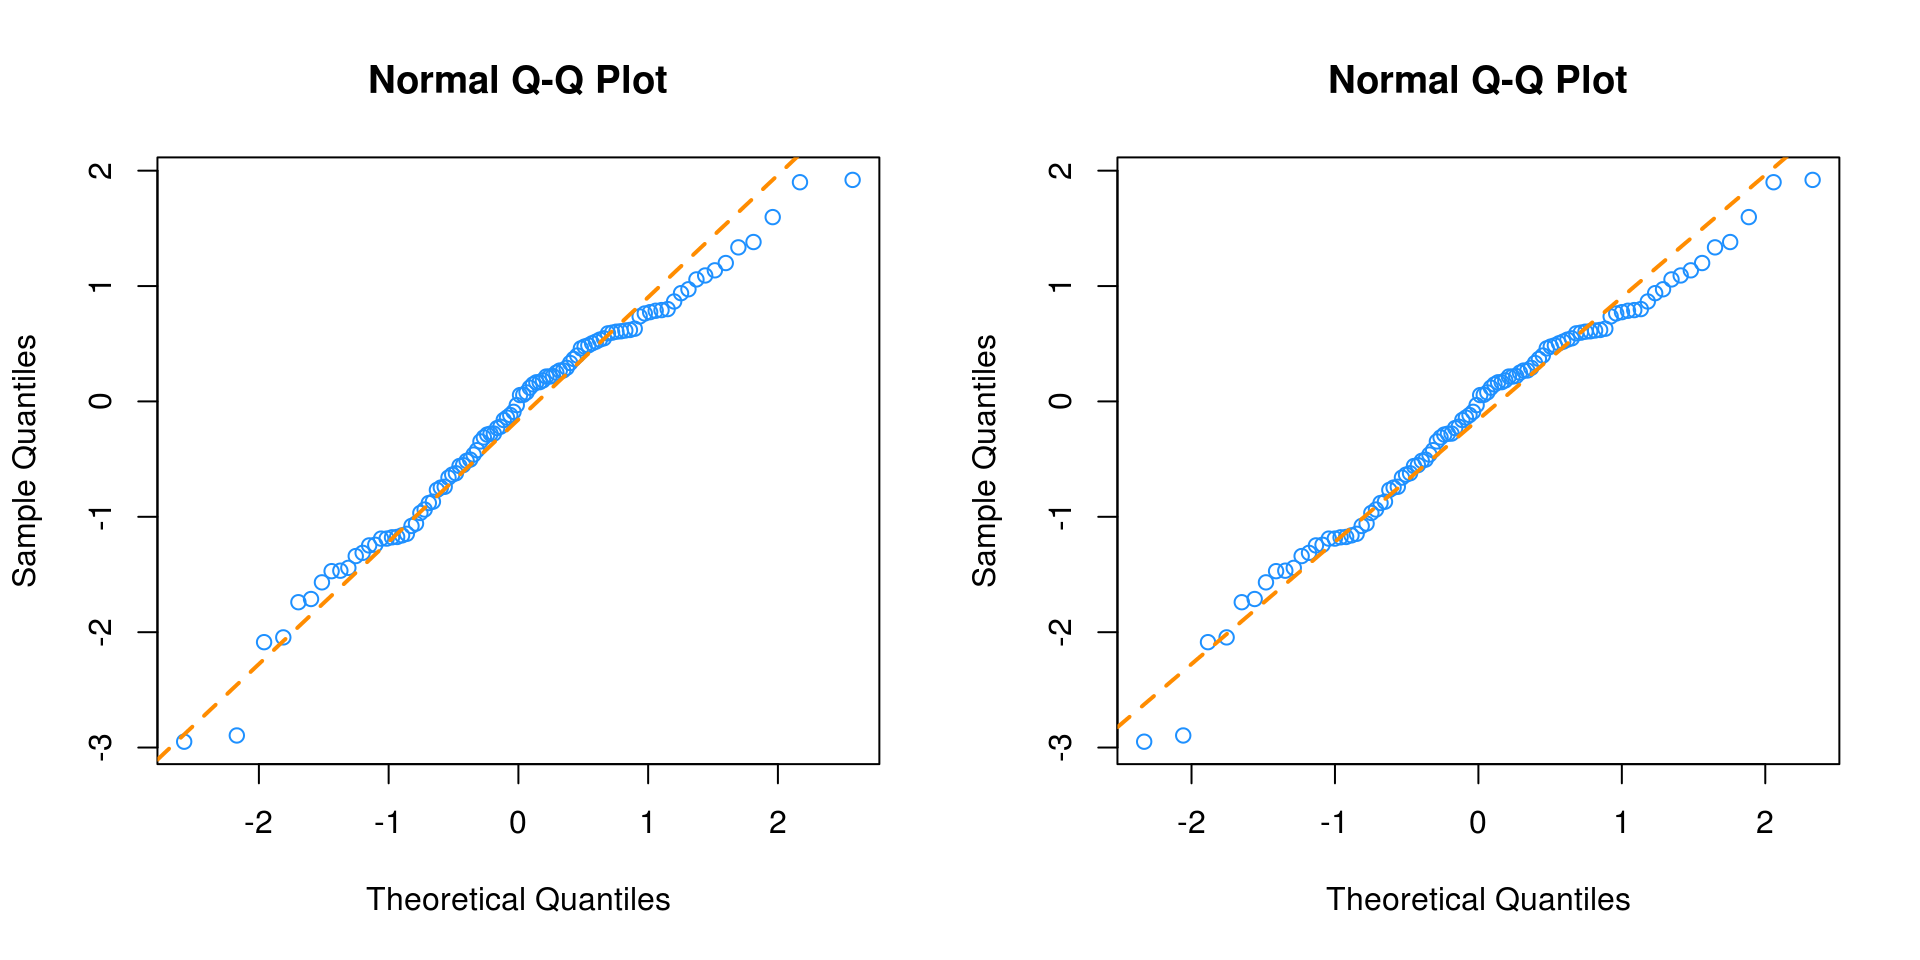 Normal Q-Q Plot
2
1
0
-1
-2
-3
Sample Quantiles
-2 -1 0 1 2
Theoretical Quantiles
Normal Q-Q Plot
2
1
0
-1
-2
-3
Sample Quantiles
-2 -1 0 1 2
Theoretical Quantiles